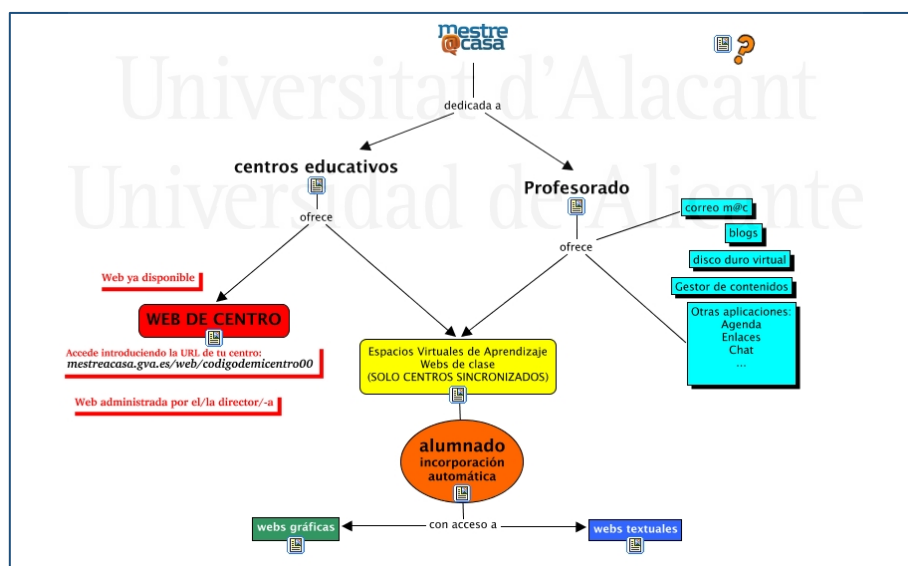 mestre
@casa
Universitat d'Alacant
Universidad de Alicante
dedicada a
centros educativos
Profesorado
ofrece
ofrece
correo m@c
blogs
disco duro virtual
Gestor de contenidos
Otras aplicaciones:
Agenda
Enlaces
Chat
...
Web ya disponible
WEB DE CENTRO
Accede introduciendo la URL de tu centro:
mestreacasa.gva.es/web/codigodemicentro00
Web administrada por el/la director/-a
Espacios Virtuales de Aprendizaje
Webs de clase
(SOLO CENTROS SINCRONIZADOS)
alumnado
incorporación
automática
con acceso a
webs gráficas
webs textuales